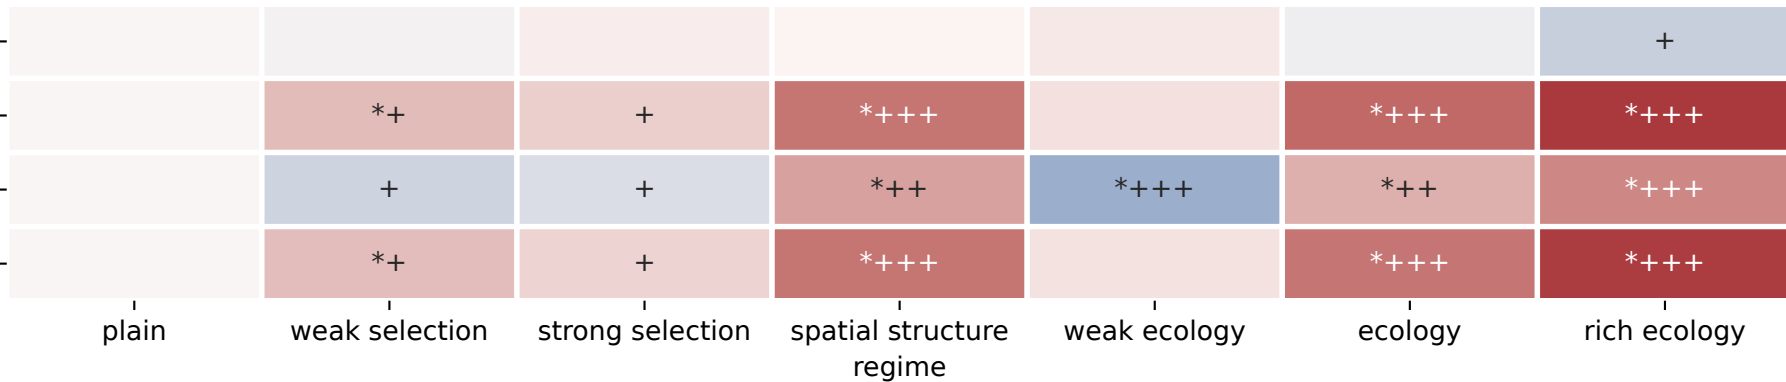 +
*+ + *+++ *+++ *+++
+ + *++ *+++ *++ *+++
*+ + *+++ *+++ *+++
plain weak selection strong selection spatial structure weak ecology ecology rich ecology
regime